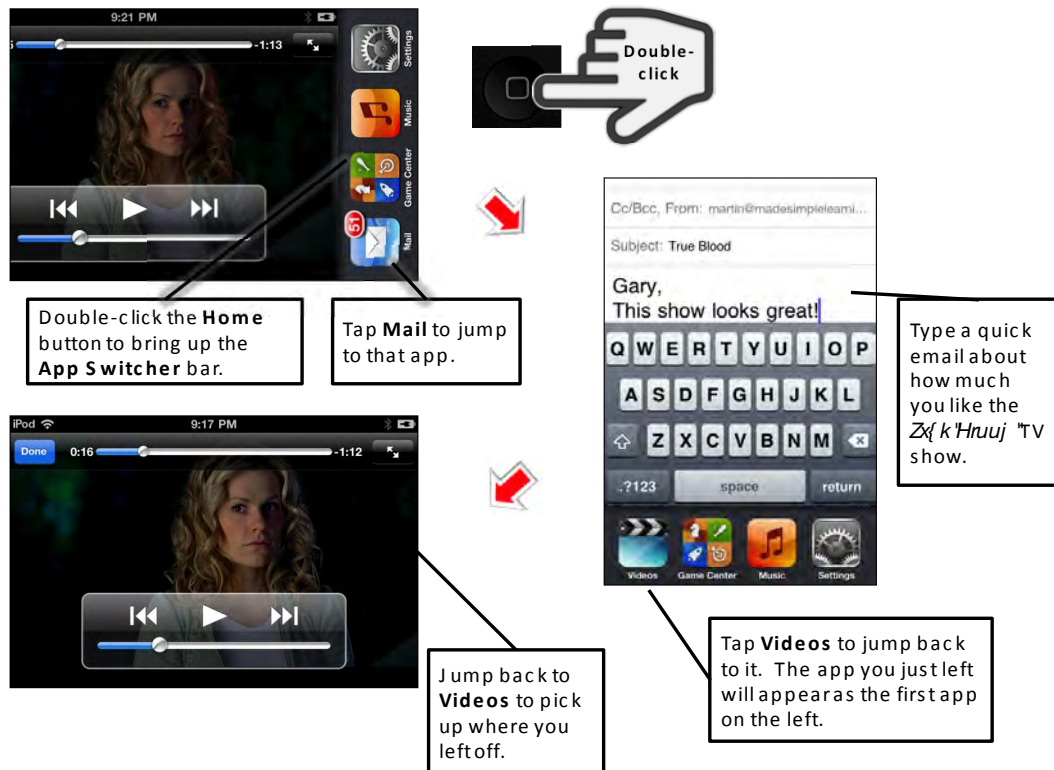 9:21 PM
-1:13
Settings
Music
Game Center
51
Mail
Double-
click
Double-click the Home
button to bring up the
App Switcher bar.
Tap Mail to jump
to that app.
Cc/Bcc, From: martin@madesimplelearni...
Subject: True Blood
Gary,
This show looks great!
Q W E R T Y U I O P
A S D F G H J K L
Z X C V B N M
.?123 space return
Videos Game Center Music Settings
Type a quick
email about
how much
you like the
Zx{ k'Hruuj "TV
show.
iPod 9:17 PM
Done 0:16 -1:12
Jump back to
Videos to pick
up where you
left off.
Tap Videos to jump back
to it. The app you just left
will appear as the first app
on the left.